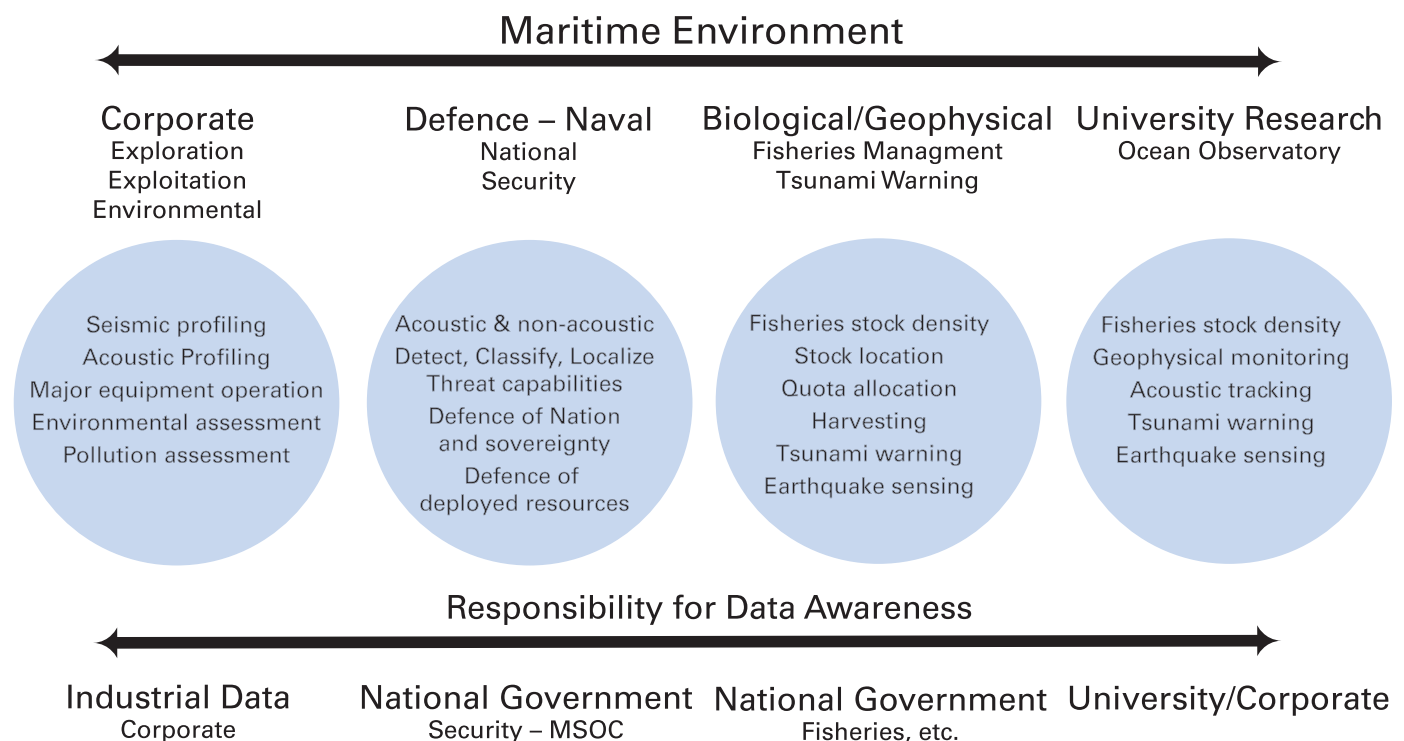 Maritime Environment
Corporate
Exploration
Exploitation
Environmental
Defence – Naval
National
Security
Biological/Geophysical
Fisheries Managment
Tsunami Warning
University Research
Ocean Observatory
Seismic profiling
Acoustic Profiling
Major equipment operation
Environmental assessment
Pollution assessment
Acoustic & non-acoustic
Detect, Classify, Localize
Threat capabilities
Defence of Nation
and sovereignty
Defence of
deployed resources
Fisheries stock density
Stock location
Quota allocation
Harvesting
Tsunami warning
Earthquake sensing
Fisheries stock density
Geophysical monitoring
Acoustic tracking
Tsunami warning
Earthquake sensing
Responsibility for Data Awareness
Industrial Data
Corporate
National Government
Security – MSOC
National Government
Fisheries, etc.
University/Corporate